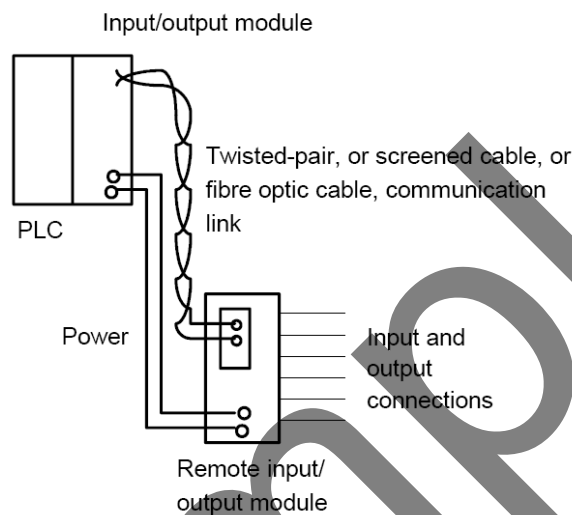 Input/output module
Twisted-pair, or screened cable, or
fibre optic cable, communication
link
PLC
Power
Input and
output
connections
Remote input/
output module